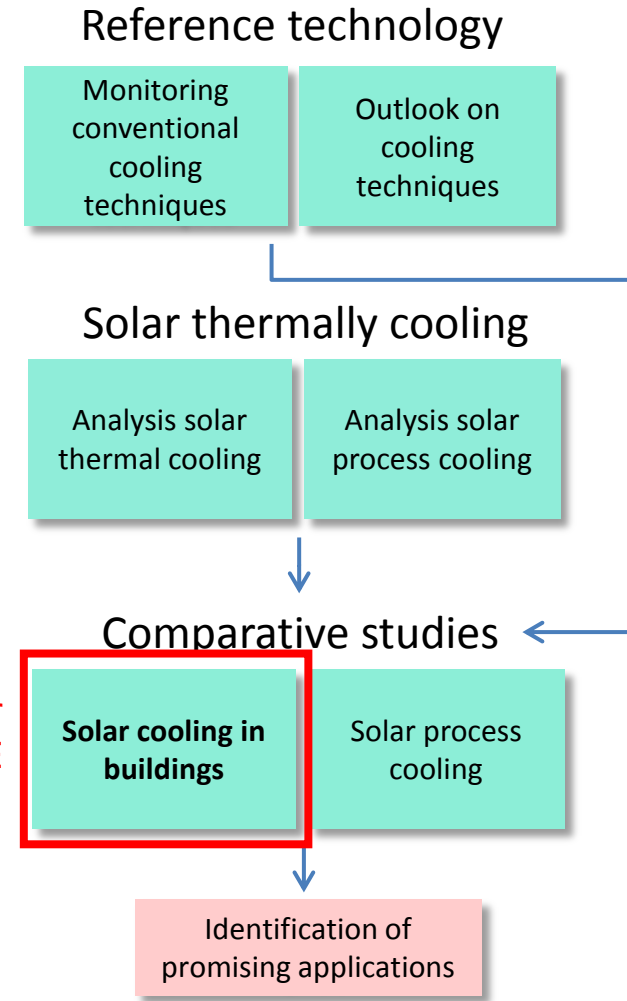 Reference technology
Monitoring
conventional
cooling
techniques
Outlook on
cooling
techniques
Solar thermally cooling
Analysis solar
thermal cooling
Analysis solar
process cooling
Comparative studies
Solar cooling in
buildings
Solar process
cooling
Identification of
promising applications